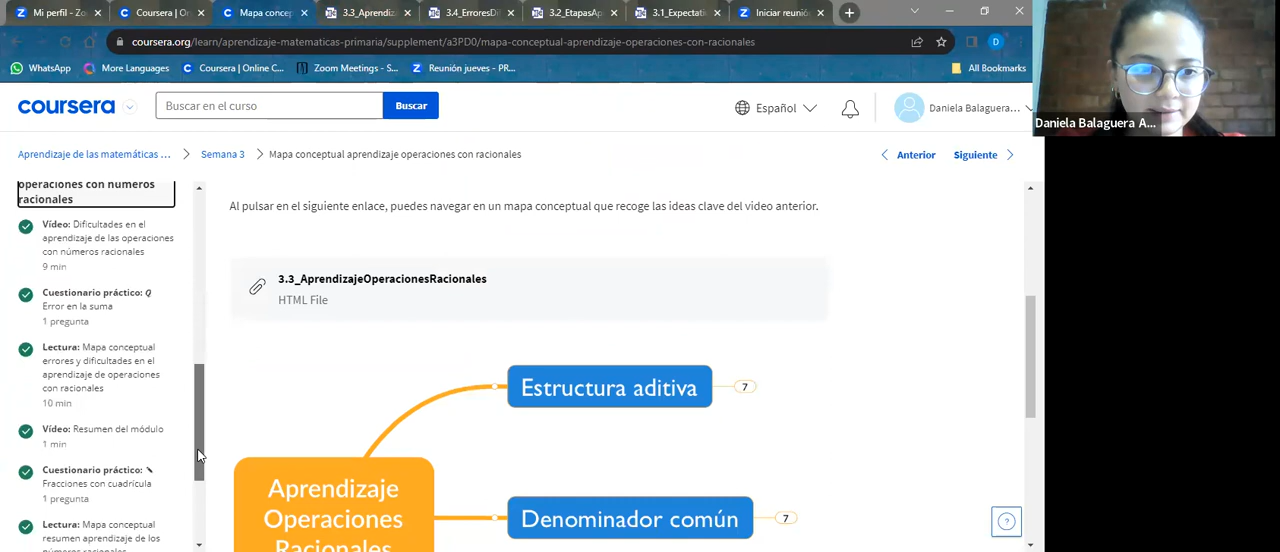 Mi perfil - Zo
Coursera | On
Mapa concep
3.3_Aprendiza
3.4_ErroresDif
3.2_EtapasAp
3.1_Expectati
Iniciar reunión
coursera.org/learn/aprendizaje-matematicas-primaria/supplement/a3PD0/mapa-conceptual-aprendizaje-operaciones-con-racionales
D
WhatsApp
More Languages
Coursera | Online C...
Zoom Meetings - S...
Reunión jueves - PR...
All Bookmarks
coursera
Buscar en el curso
Buscar
Español
Daniela Balaguera...
Daniela Balaguera A...
Aprendizaje de las matemáticas ...
Semana 3
Mapa conceptual aprendizaje operaciones con racionales
Anterior
Siguiente
operaciones con números
racionales
Vídeo: Dificultades en el
aprendizaje de las operaciones
con números racionales
9 min
Cuestionario práctico:
Error en la suma
1 pregunta
Lectura: Mapa conceptual
errores y dificultades en el
aprendizaje de operaciones
con racionales
10 min
Vídeo: Resumen del módulo
1 min
Cuestionario práctico:
Fracciones con cuadrícula
1 pregunta
Lectura: Mapa conceptual
resumen aprendizaje de los
números racionales
Al pulsar en el siguiente enlace, puedes navegar en un mapa conceptual que recoge las ideas clave del video anterior.
3.3_AprendizajeOperacionesRacionales
HTML File
Estructura aditiva
7
Aprendizaje
Operaciones
Racionales
Denominador común
7